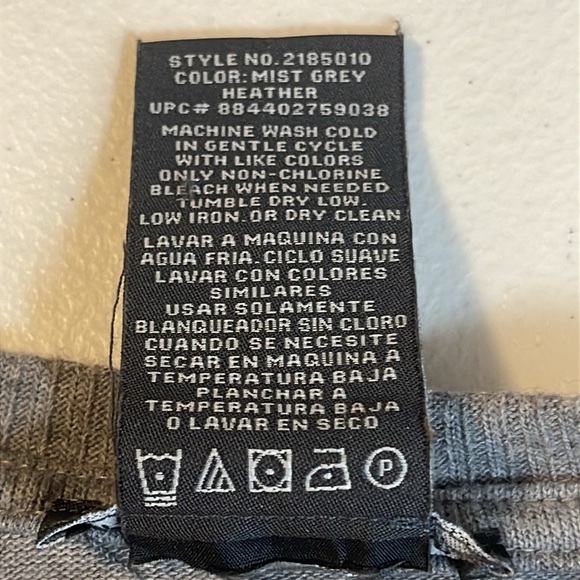 STYLE NO. 2185010
COLOR: MIST GREY
HEATHER
UPC# 884402759038
MACHINE WASH COLD
IN GENTLE CYCLE
WITH LIKE COLORS
ONLY NON-CHLORINE
BLEACH WHEN NEEDED
TUMBLE DRY LOW.
LOW IRON. OR DRY CLEAN
LAVAR A MAQUINA CON
AGUA FRIA. CICLO SUAVE
LAVAR CON COLORES
SIMILARES
USAR SOLAMENTE
BLANQUEADOR SIN CLORO
CUANDO SE NECESITE
SECAR EN MAQUINA A
TEMPERATURA BAJA
PLANCHAR A
TEMPERATURA BAJA
O LAVAR EN SECO
P